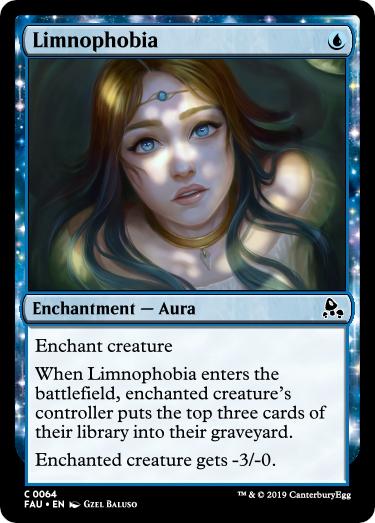 Limnophobia
Enchantment — Aura
Enchant creature
When Limnophobia enters the
battlefield, enchanted creature's
controller puts the top three cards of
their library into their graveyard.
Enchanted creature gets -3/-0.
C 0064
FAU • EN Gzel Baluso
™ & © 2019 CanterburyEgg